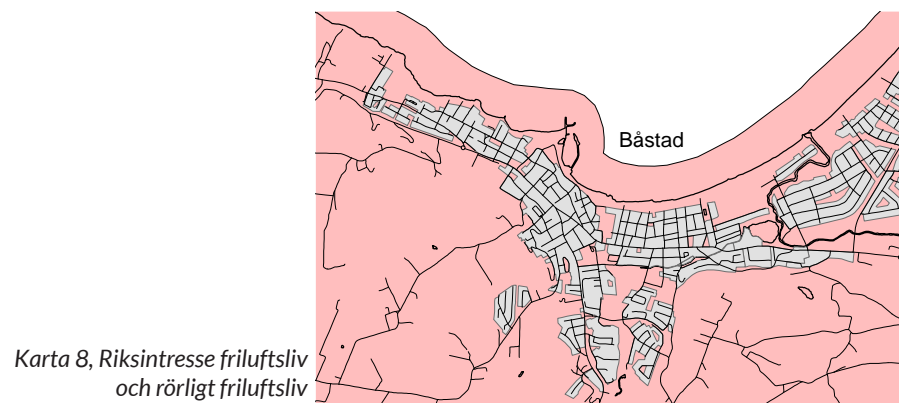 Båstad
Karta 8, Riksintresse friluftsliv
och rörligt friluftsliv